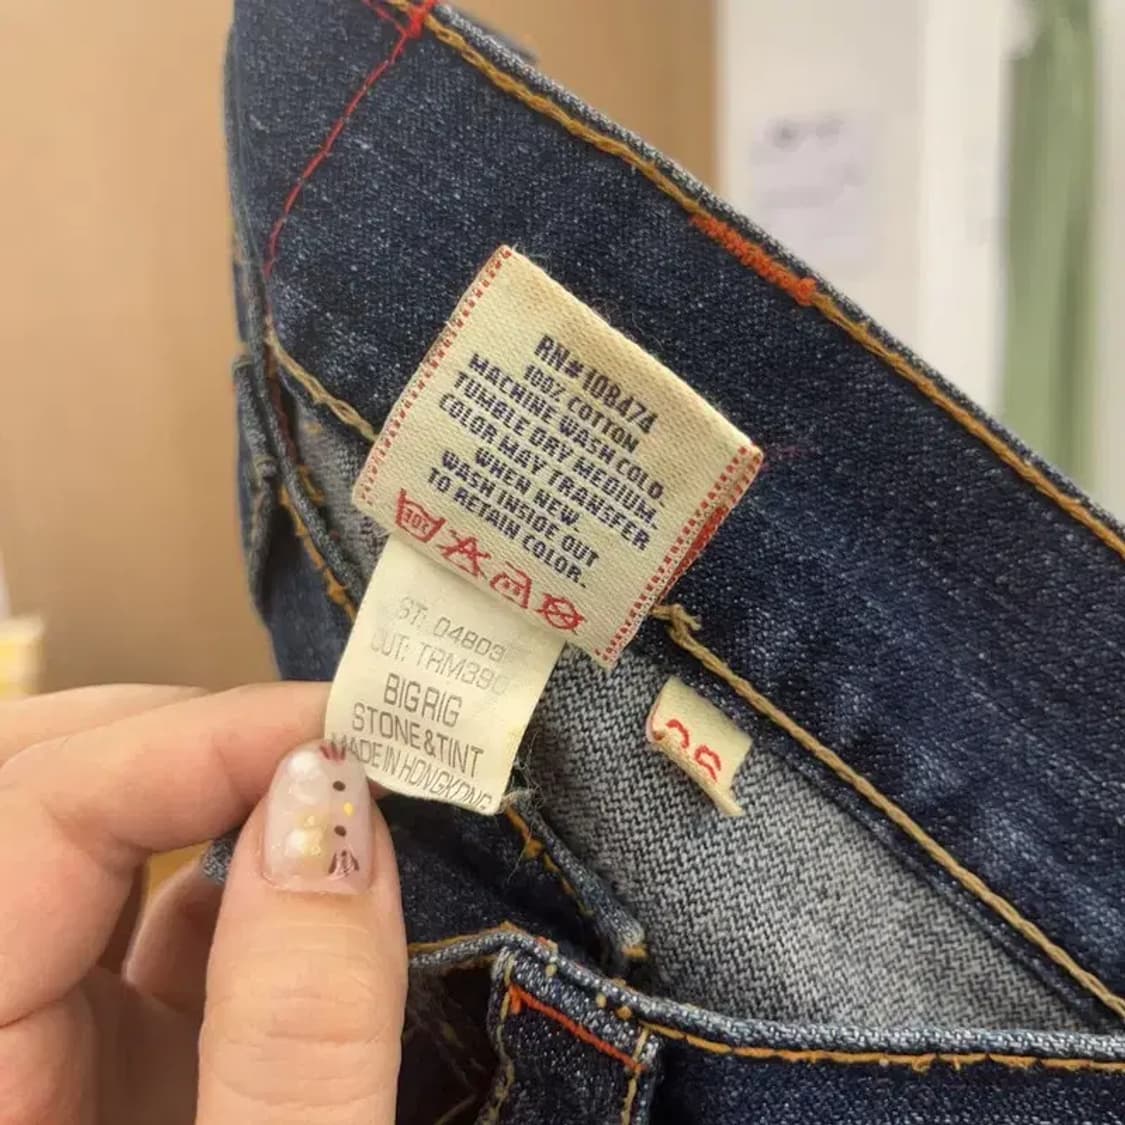 RN# 108474
100% COTTON
MACHINE WASH COLD.
TUMBLE DRY MEDIUM.
COLOR MAY TRANSFER
WHEN NEW.
WASH INSIDE OUT
TO RETAIN COLOR.
ST: 04803
CUT: TRM390
BIG RIG
STONE&TINT
MADE IN HONGKONG